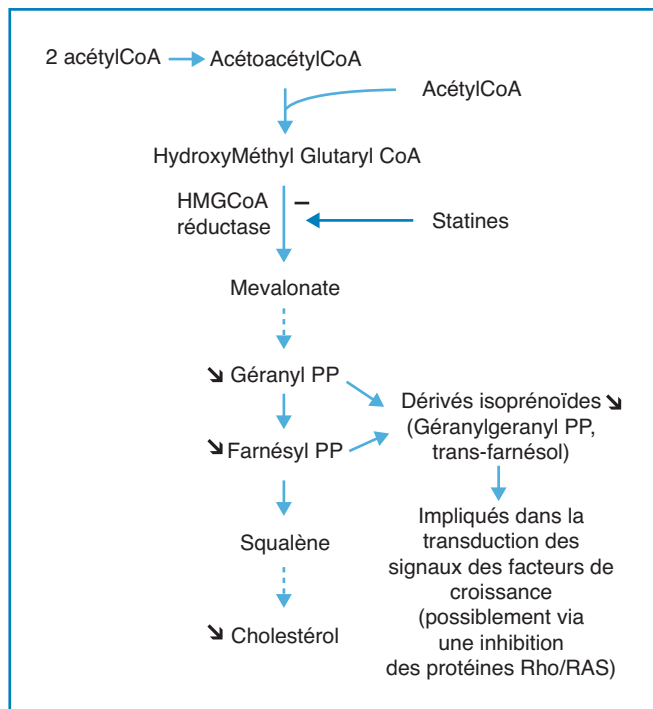 2 acétylCoA
AcétoacétylCoA
AcétylCoA
HydroxyMéthyl Glutaryl CoA
HMGCoA
réductase
–
Statines
Mevalonate
Géranyl PP
Farnésyl PP
Dérivés isoprénoïdes
(Géranylgeranyl PP,
trans-farnésol)
Squalène
Cholestérol
Impliqués dans la
transduction des
signaux des facteurs de
croissance
(possiblement via
une inhibition
des protéines Rho/RAS)